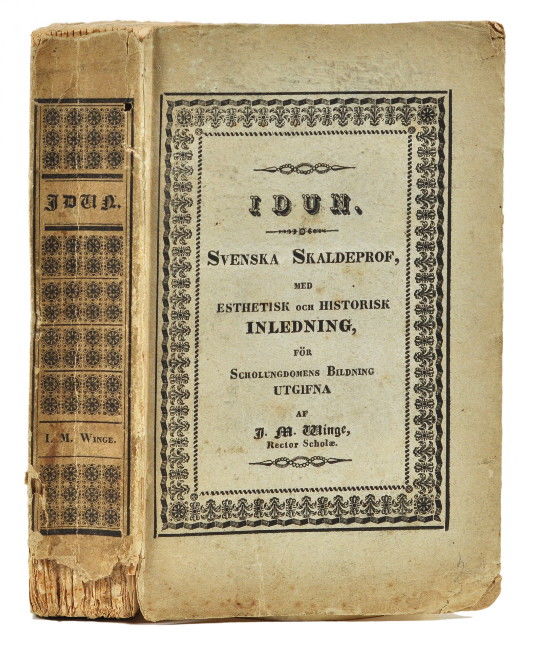 IDUN.
I. M. WINGE.
IDUN.
SVENSKA SKALDEPROF,
MED
ESTHETISK OCH HISTORISK
INLEDNING,
FÖR
SCHOLUNGDOMENS BILDNING
UTGIFNA
AF
J. M. Winge,
Rector Scholæ.